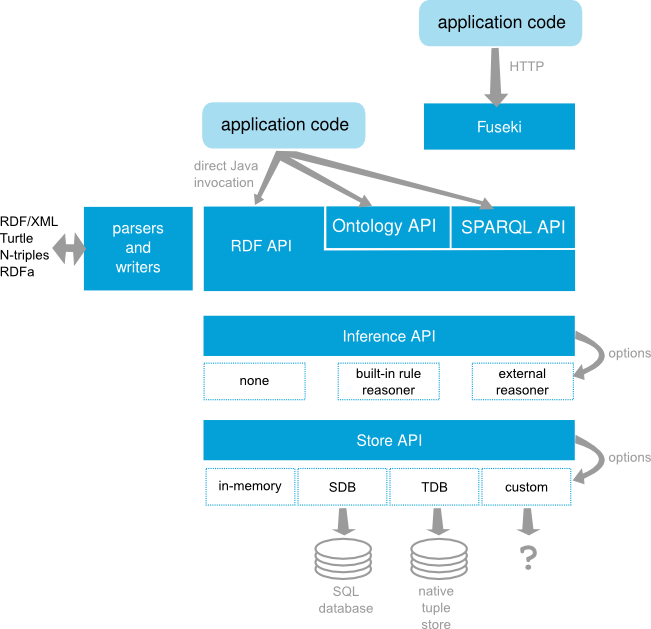 application code
HTTP
Fuseki
application code
direct Java
invocation
RDF/XML
Turtle
N-triples
RDFa
parsers
and
writers
RDF API
Ontology API
SPARQL API
Inference API
options
none
built-in rule
reasoner
external
reasoner
Store API
options
in-memory
SDB
TDB
custom
?
SQL
database
native
tuple
store